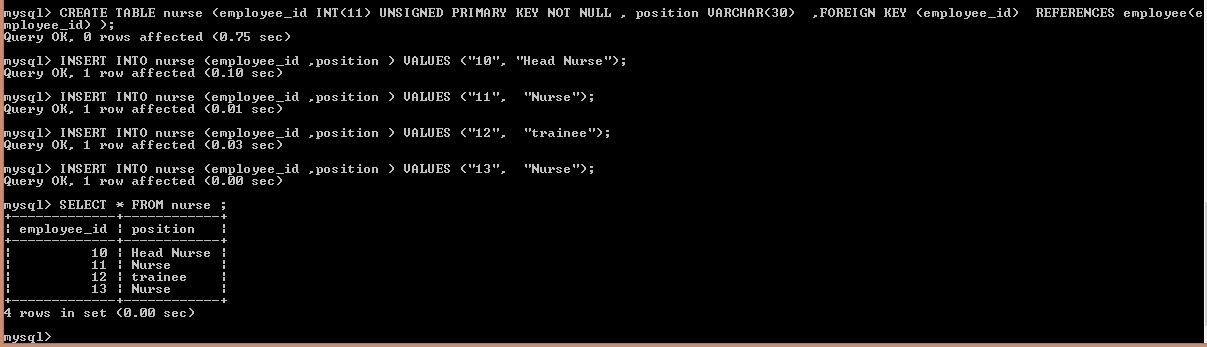 mysql> CREATE TABLE nurse (employee_id INT(11) UNSIGNED PRIMARY KEY NOT NULL , position VARCHAR(30)  ,FOREIGN KEY (employee_id)  REFERENCES employee(e
mployee_id) );
Query OK, 0 rows affected (0.75 sec)
mysql> INSERT INTO nurse (employee_id ,position ) VALUES ("10", "Head Nurse");
Query OK, 1 row affected (0.10 sec)
mysql> INSERT INTO nurse (employee_id ,position ) VALUES ("11",  "Nurse");
Query OK, 1 row affected (0.01 sec)
mysql> INSERT INTO nurse (employee_id ,position ) VALUES ("12",  "trainee");
Query OK, 1 row affected (0.03 sec)
mysql> INSERT INTO nurse (employee_id ,position ) VALUES ("13",  "Nurse");
Query OK, 1 row affected (0.00 sec)
mysql> SELECT * FROM nurse ;
+-------------+------------+
| employee_id | position   |
+-------------+------------+
|          10 | Head Nurse |
|          11 | Nurse      |
|          12 | trainee    |
|          13 | Nurse      |
+-------------+------------+
4 rows in set (0.00 sec)
mysql>